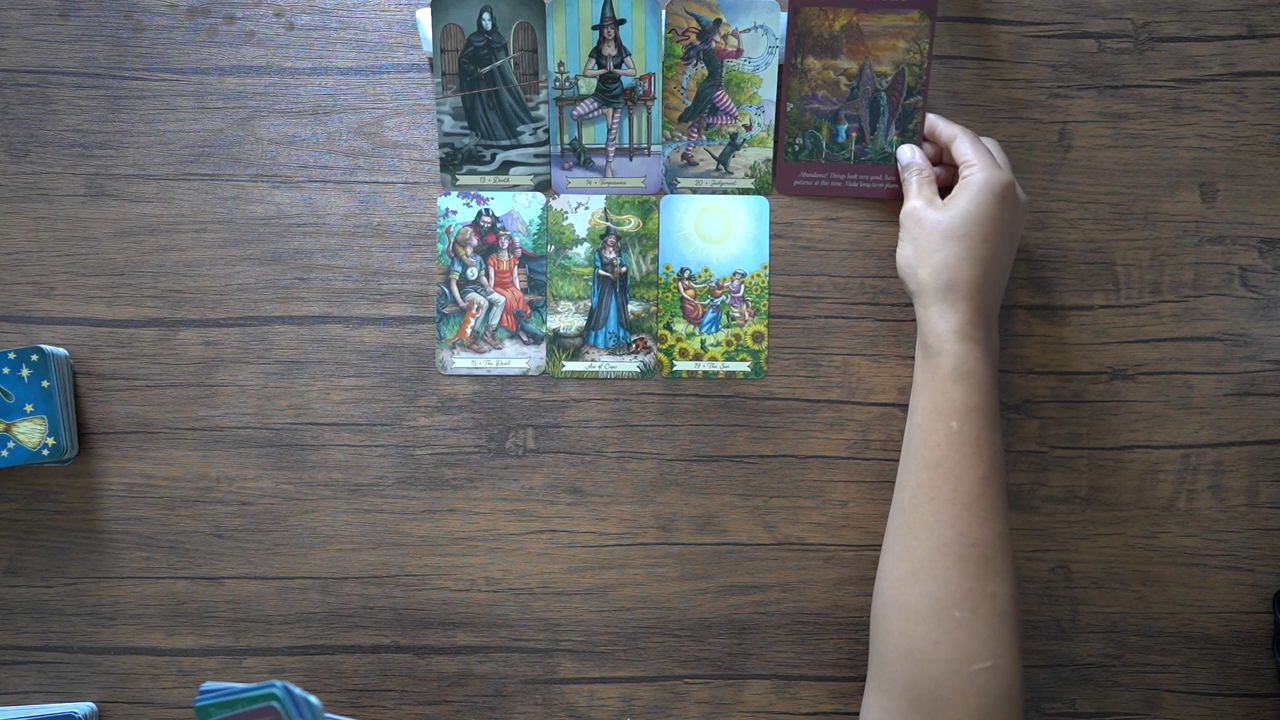 13 • Death
14 • Temperance
20 • Judgement
Abundance! Things look very good; have
patience at this time. Make long-term plans
15 • The Devil
Ace of Cups
19 • The Sun